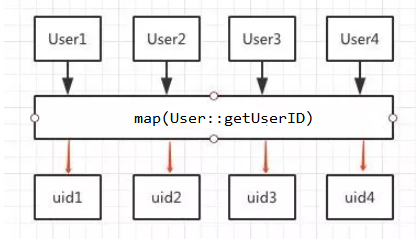 User1 User2 User3 User4
map(User::getUserID)
uid1 uid2 uid3 uid4